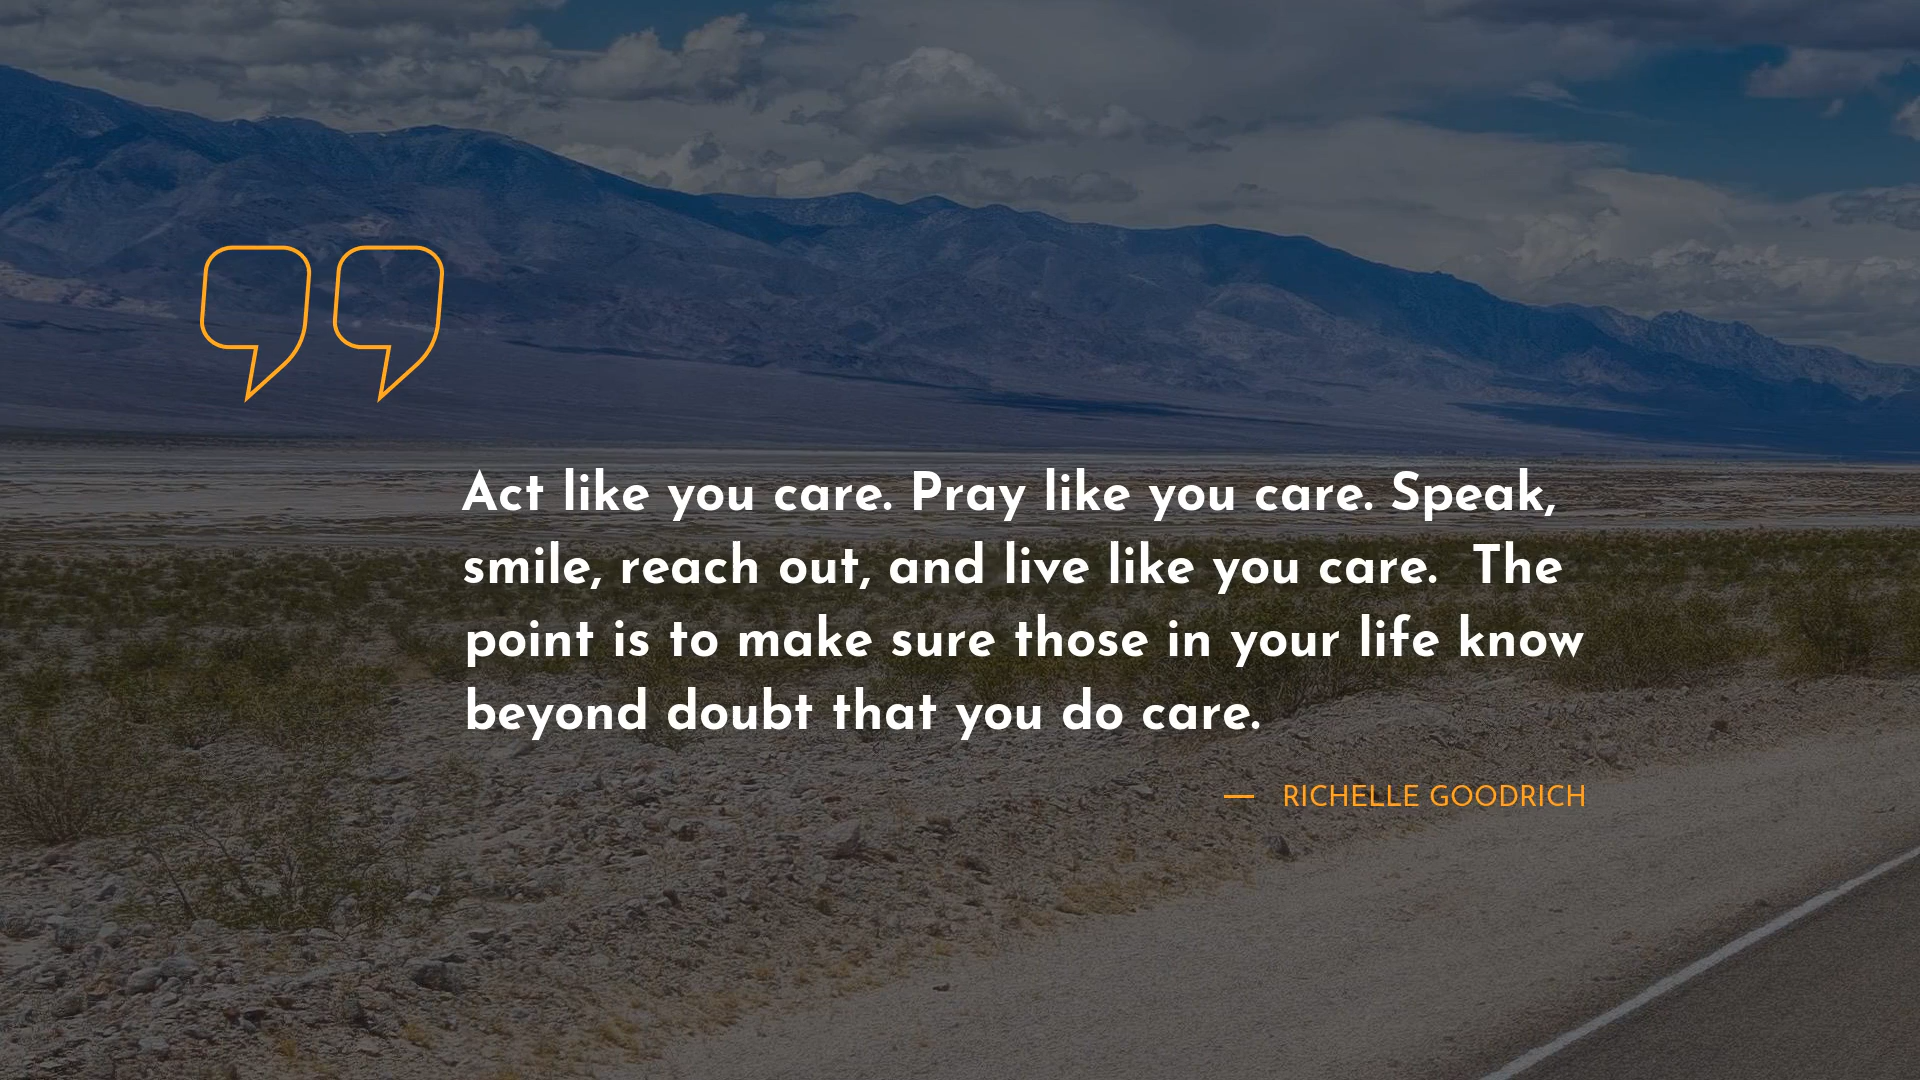 Act like you care. Pray like you care. Speak,
smile, reach out, and live like you care.  The
point is to make sure those in your life know
beyond doubt that you do care.
— RICHELLE GOODRICH